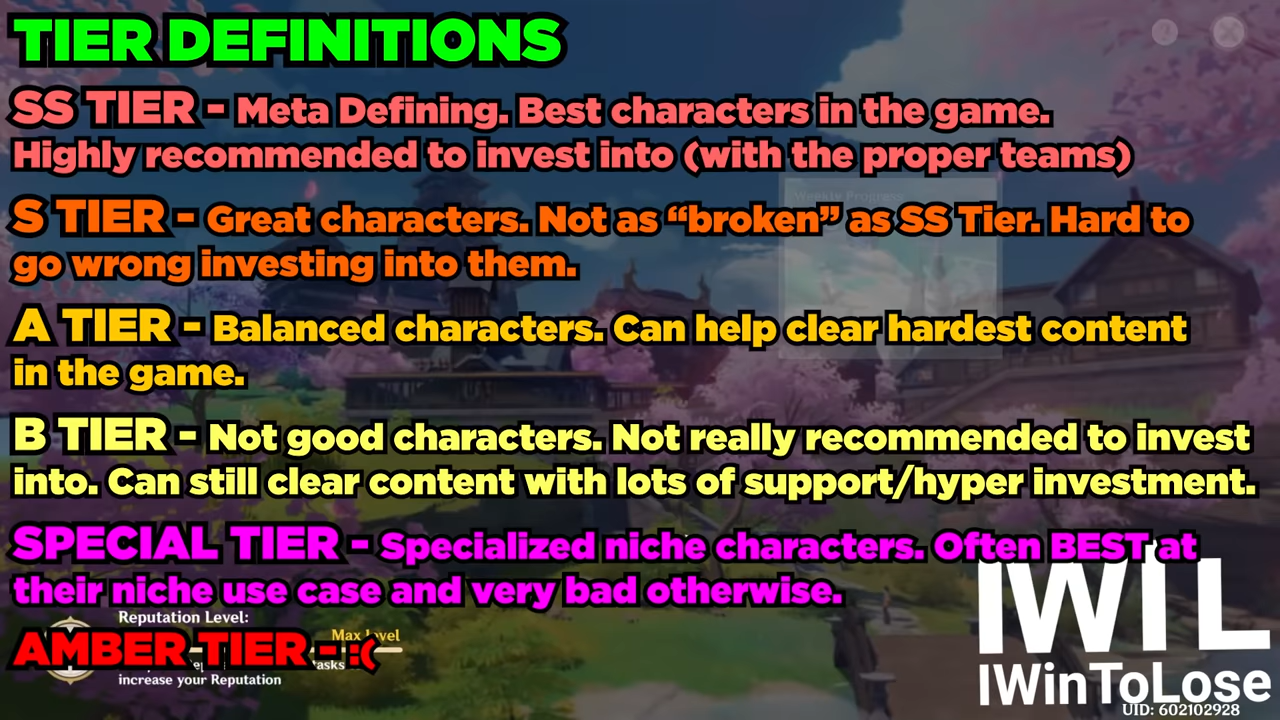 TIER DEFINITIONS
SS TIER - Meta Defining. Best characters in the game.
Highly recommended to invest into (with the proper teams)
Weekly Progress
S TIER - Great characters. Not as “broken” as SS Tier. Hard to
go wrong investing into them.
A TIER - Balanced characters. Can help clear hardest content
in the game.
B TIER - Not good characters. Not really recommended to invest
into. Can still clear content with lots of support/hyper investment.
SPECIAL TIER - Specialized niche characters. Often BEST at
their niche use case and very bad otherwise.
Reputation Level:
Max Level
AMBER TIER - :(
increase your Reputation
IWTL
IWinToLose
UID: 602102928